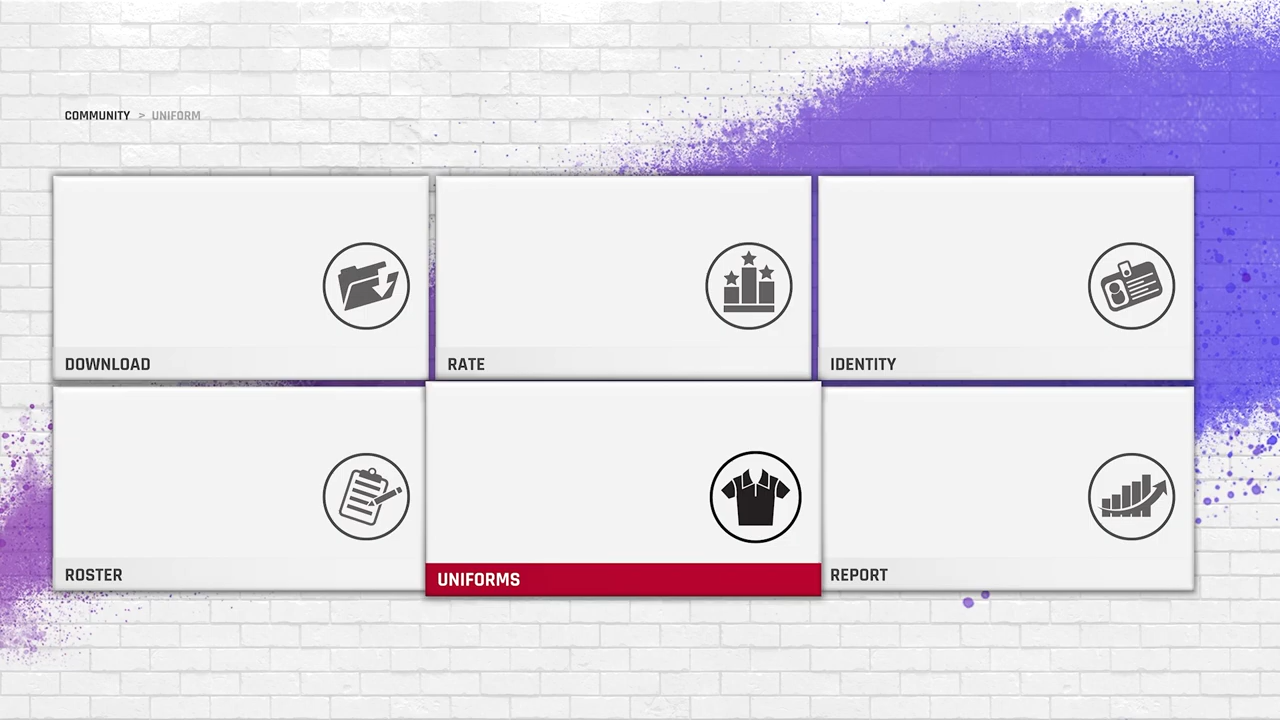 COMMUNITY > UNIFORM
DOWNLOAD
RATE
IDENTITY
ROSTER
UNIFORMS
REPORT